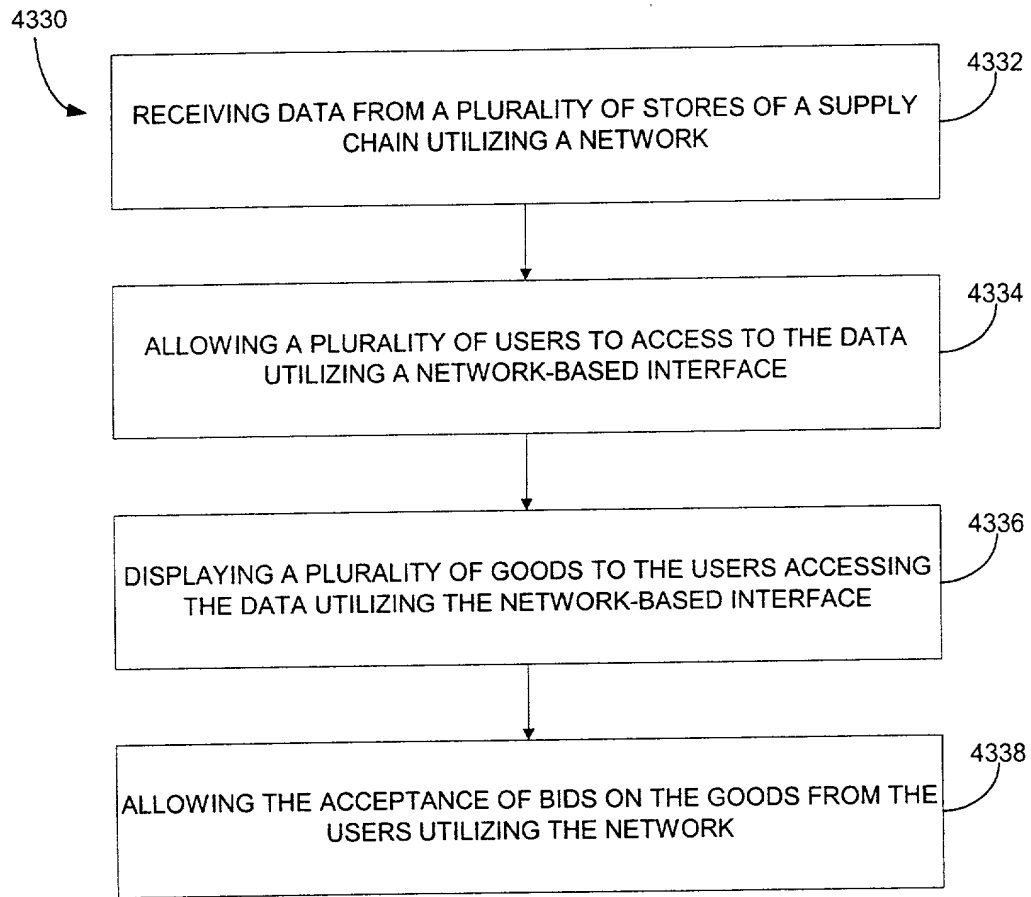 4330
4332
RECEIVING DATA FROM A PLURALITY OF STORES OF A SUPPLY
CHAIN UTILIZING A NETWORK
4334
ALLOWING A PLURALITY OF USERS TO ACCESS TO THE DATA
UTILIZING A NETWORK-BASED INTERFACE
4336
DISPLAYING A PLURALITY OF GOODS TO THE USERS ACCESSING
THE DATA UTILIZING THE NETWORK-BASED INTERFACE
4338
ALLOWING THE ACCEPTANCE OF BIDS ON THE GOODS FROM THE
USERS UTILIZING THE NETWORK